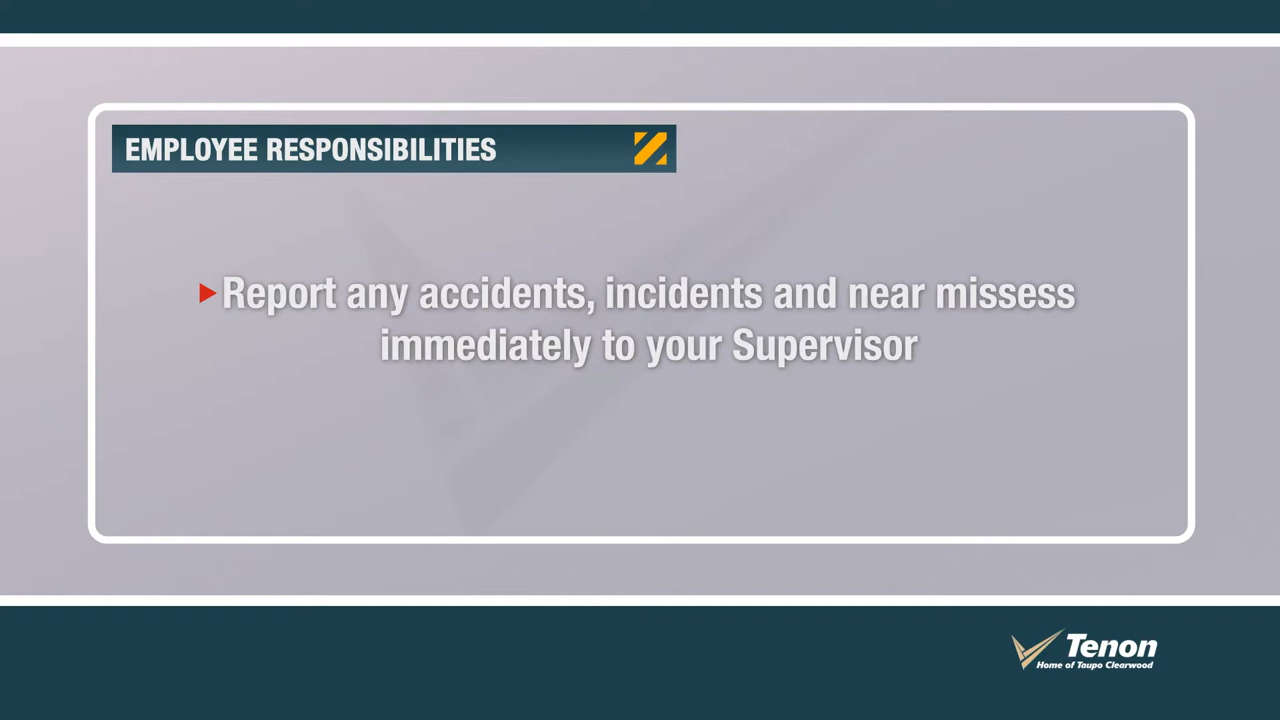 EMPLOYEE RESPONSIBILITIES
Report any accidents, incidents and near missess
immediately to your Supervisor
Tenon
Home of Taupo Clearwood